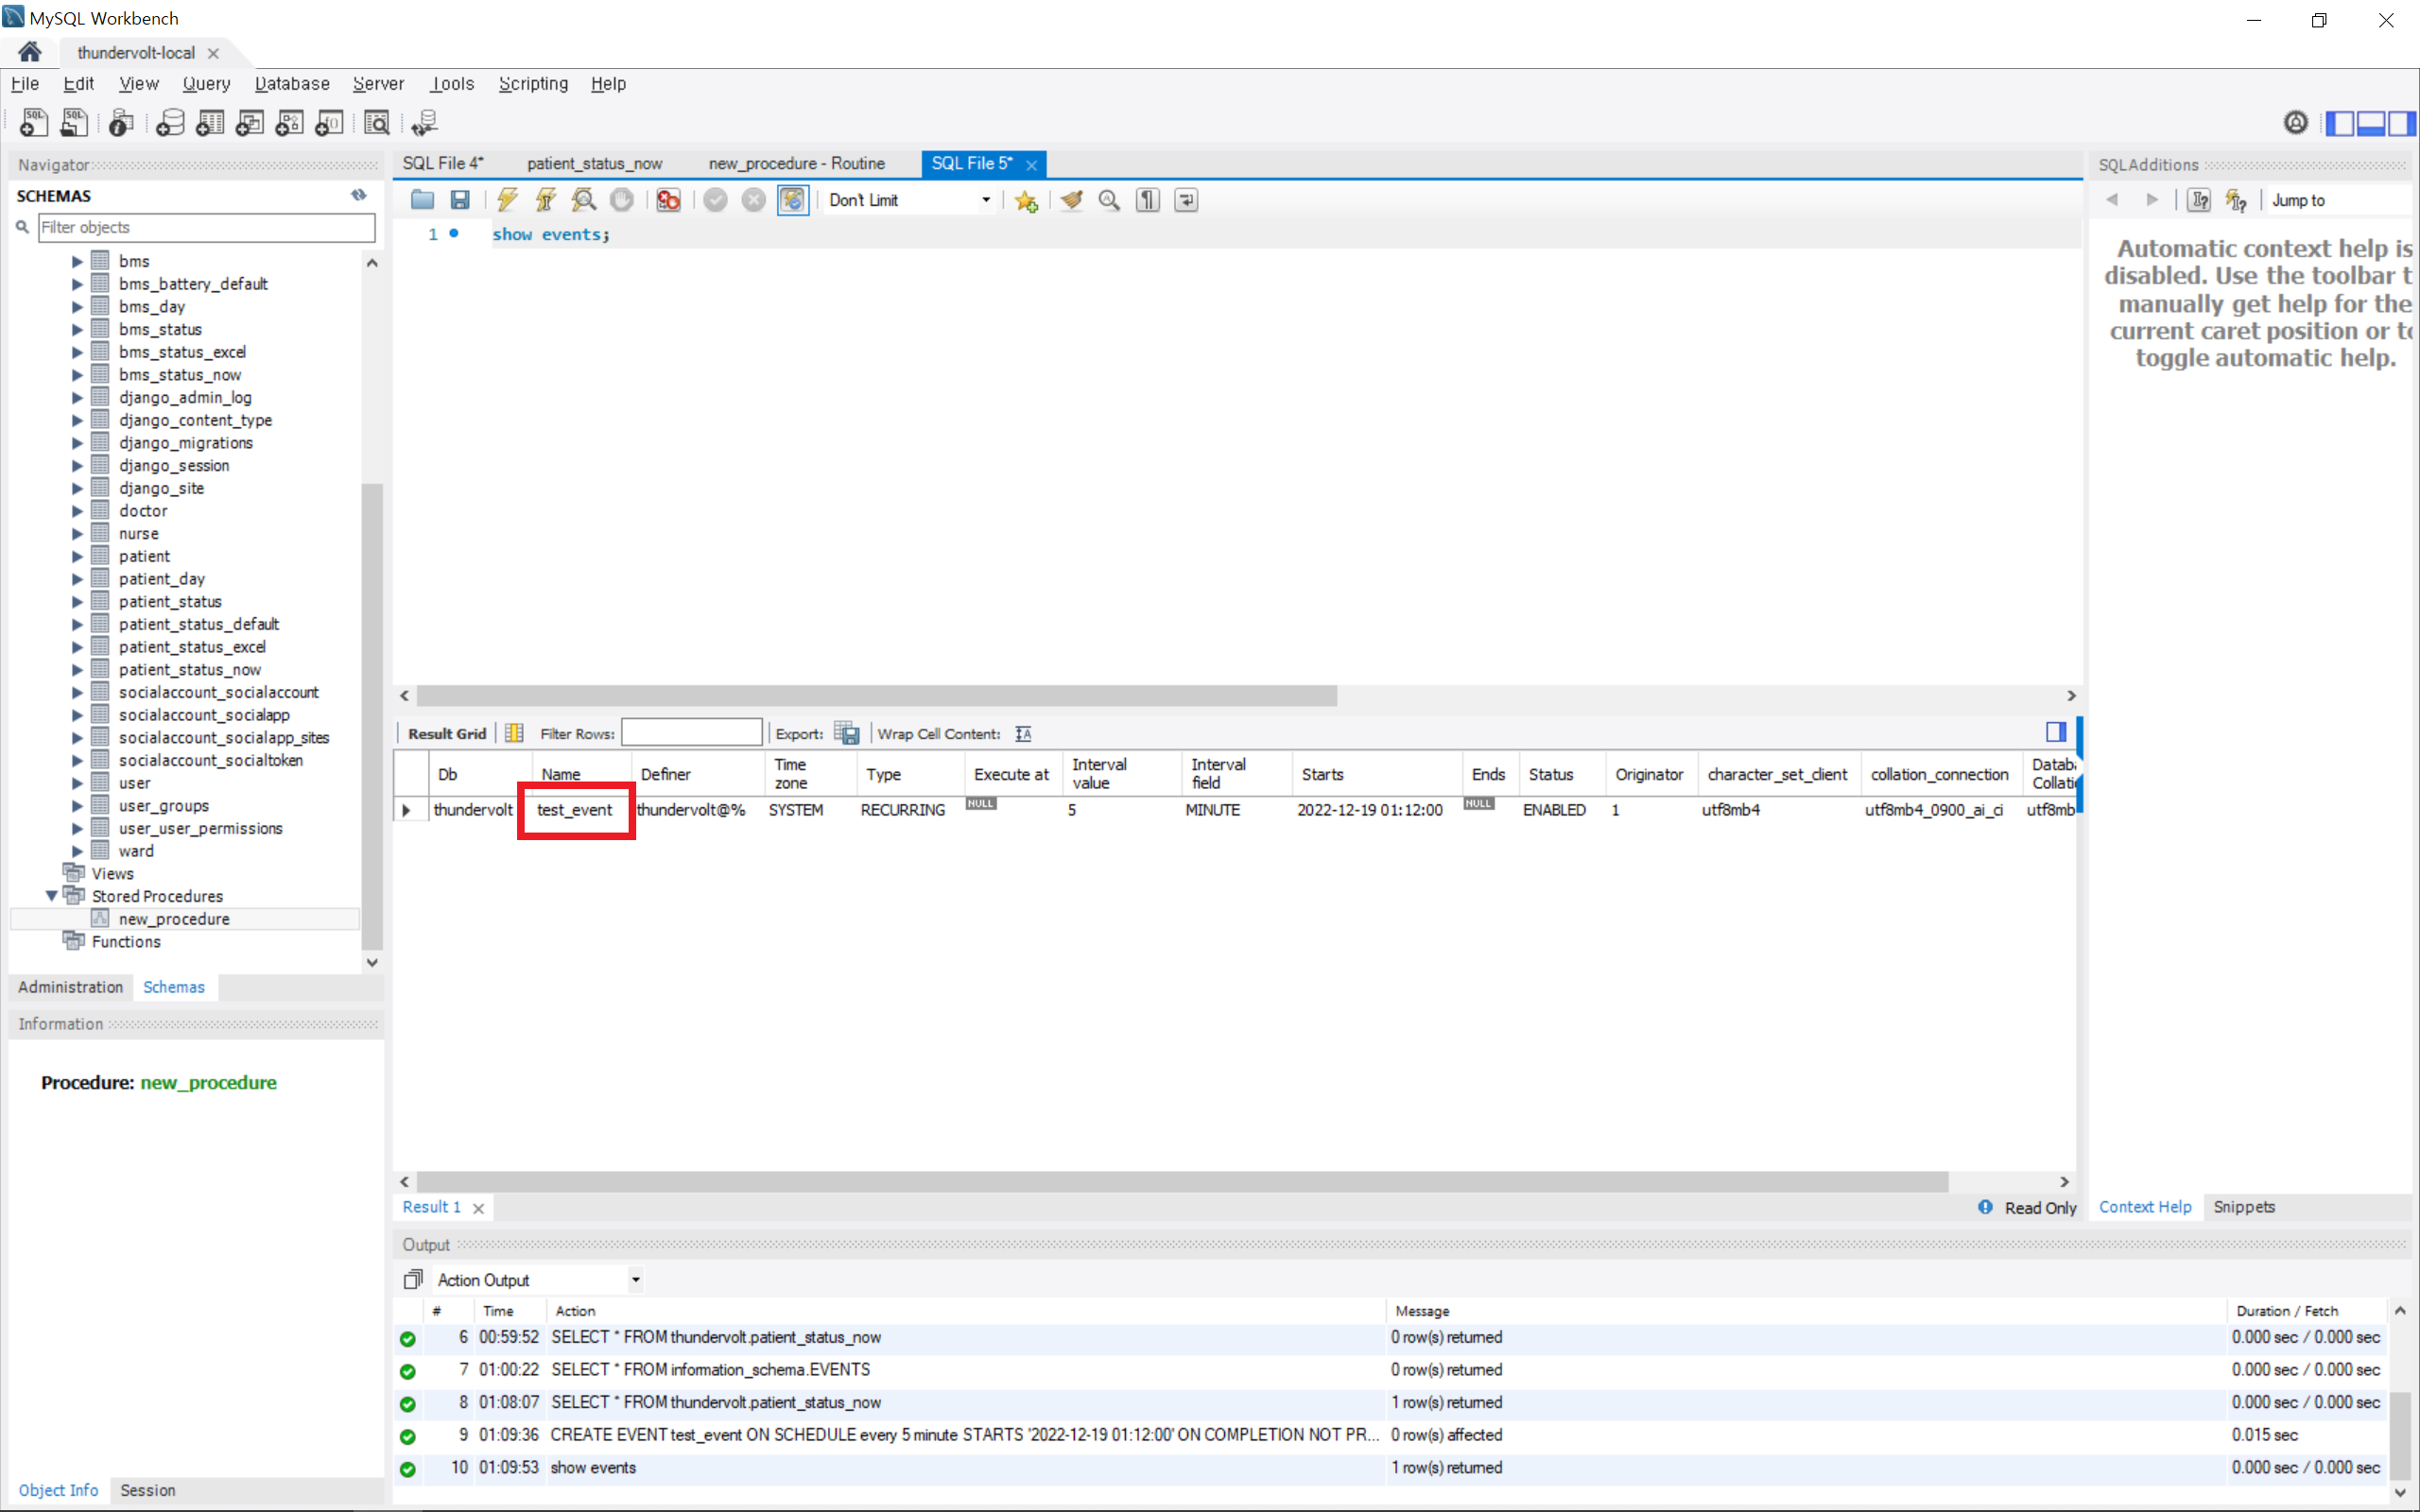 MySQL Workbench
thundervolt-local
File Edit View Query Database Server Tools Scripting Help
Navigator
SCHEMAS
Filter objects
bms
bms_battery_default
bms_day
bms_status
bms_status_excel
bms_status_now
django_admin_log
django_content_type
django_migrations
django_session
django_site
doctor
nurse
patient
patient_day
patient_status
patient_status_default
patient_status_excel
patient_status_now
socialaccount_socialaccount
socialaccount_socialapp
socialaccount_socialapp_sites
socialaccount_socialtoken
user
user_groups
user_user_permissions
ward
Views
Stored Procedures
new_procedure
Functions
Administration Schemas
Information
Procedure: new_procedure
Object Info Session
SQL File 4* patient_status_now new_procedure - Routine SQL File 5*
Don't Limit
1 show events;
Result Grid Filter Rows: Export: Wrap Cell Content:
Db Name Definer Time zone Type Execute at Interval value Interval field Starts Ends Status Originator character_set_client collation_connection Databa Collatic
thundervolt test_event thundervolt@% SYSTEM RECURRING NULL 5 MINUTE 2022-12-19 01:12:00 NULL ENABLED 1 utf8mb4 utf8mb4_0900_ai_ci utf8mb
Result 1 Read Only
Output
Action Output
# Time Action Message Duration / Fetch
6 00:59:52 SELECT * FROM thundervolt.patient_status_now 0 row(s) returned 0.000 sec / 0.000 sec
7 01:00:22 SELECT * FROM information_schema.EVENTS 0 row(s) returned 0.000 sec / 0.000 sec
8 01:08:07 SELECT * FROM thundervolt.patient_status_now 1 row(s) returned 0.000 sec / 0.000 sec
9 01:09:36 CREATE EVENT test_event ON SCHEDULE every 5 minute STARTS '2022-12-19 01:12:00' ON COMPLETION NOT PR... 0 row(s) affected 0.015 sec
10 01:09:53 show events 1 row(s) returned 0.000 sec / 0.000 sec
SQLAdditions
Jump to
Automatic context help is
disabled. Use the toolbar t
manually get help for the
current caret position or to
toggle automatic help.
Context Help Snippets